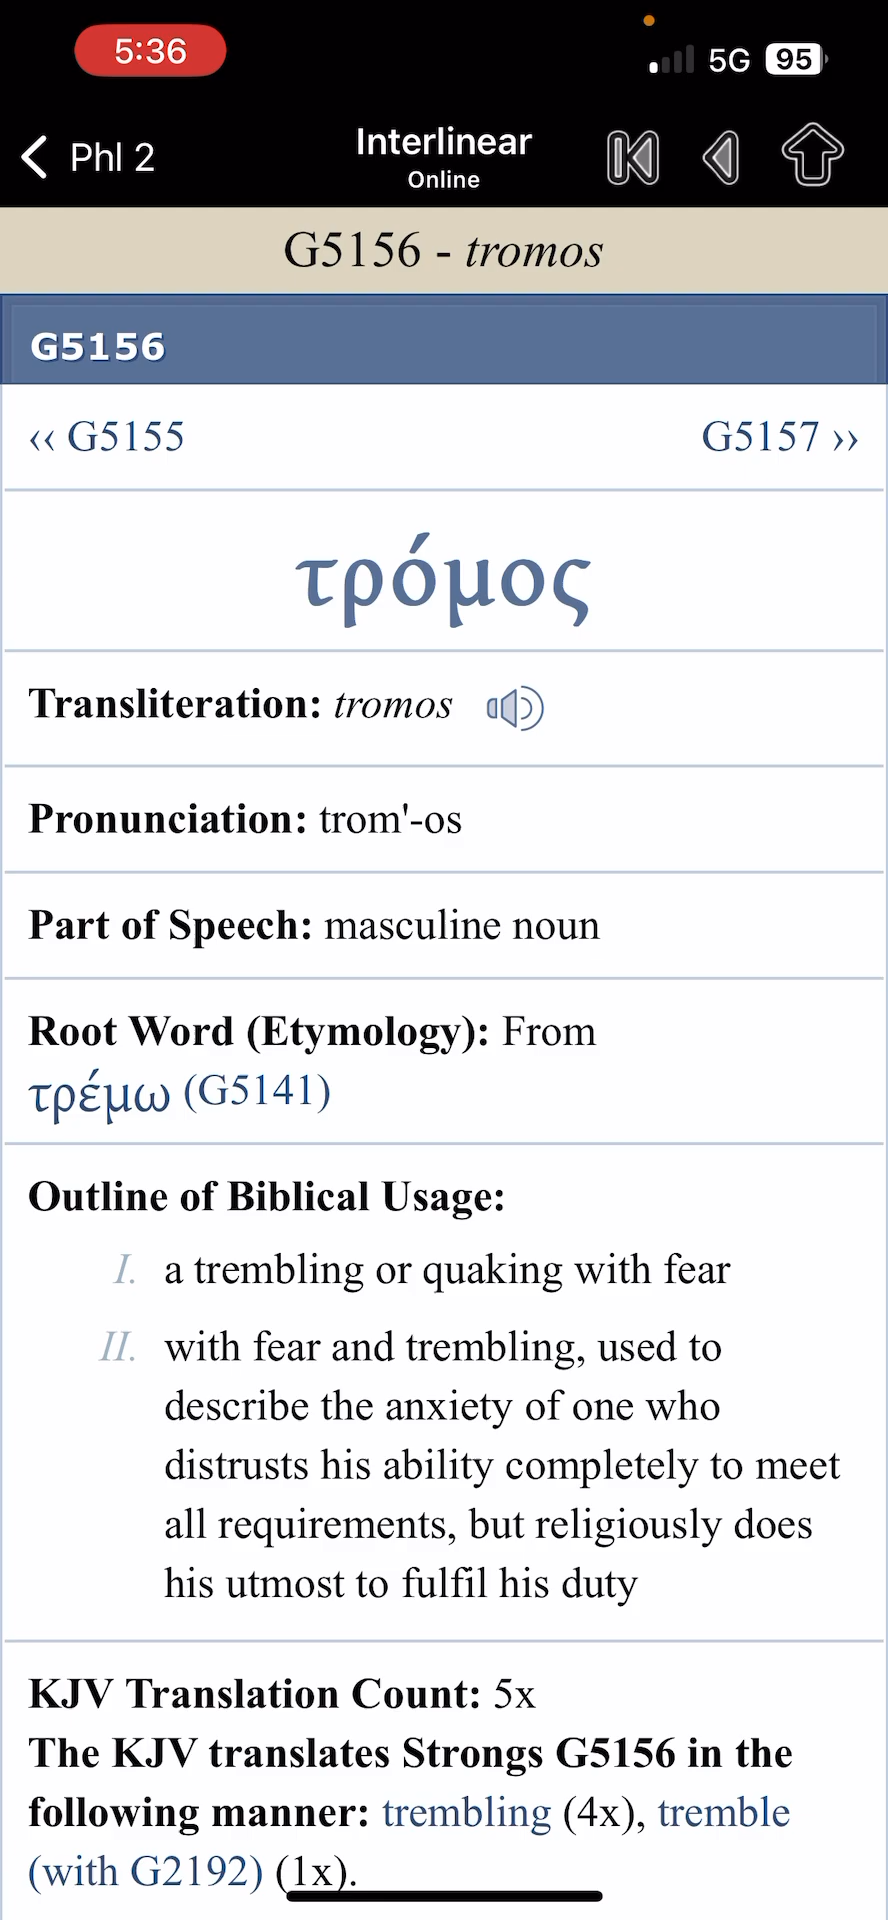 5:36
5G 95
Phl 2
Interlinear
Online
G5156 - tromos
G5156
‹‹ G5155 G5157 ››
τρόμος
Transliteration: tromos
Pronunciation: trom'-os
Part of Speech: masculine noun
Root Word (Etymology): From
τρέμω (G5141)
Outline of Biblical Usage:
I. a trembling or quaking with fear
II. with fear and trembling, used to
describe the anxiety of one who
distrusts his ability completely to meet
all requirements, but religiously does
his utmost to fulfil his duty
KJV Translation Count: 5x
The KJV translates Strongs G5156 in the
following manner: trembling (4x), tremble
(with G2192) (1x).